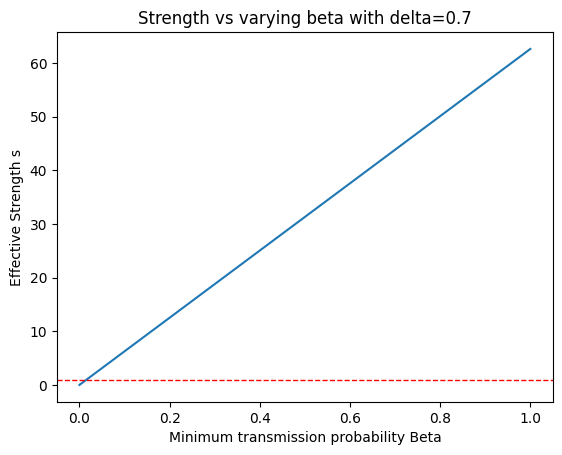 Strength vs varying beta with delta=0.7
Effective Strength s
60
50
40
30
20
10
0
0.0 0.2 0.4 0.6 0.8 1.0
Minimum transmission probability Beta